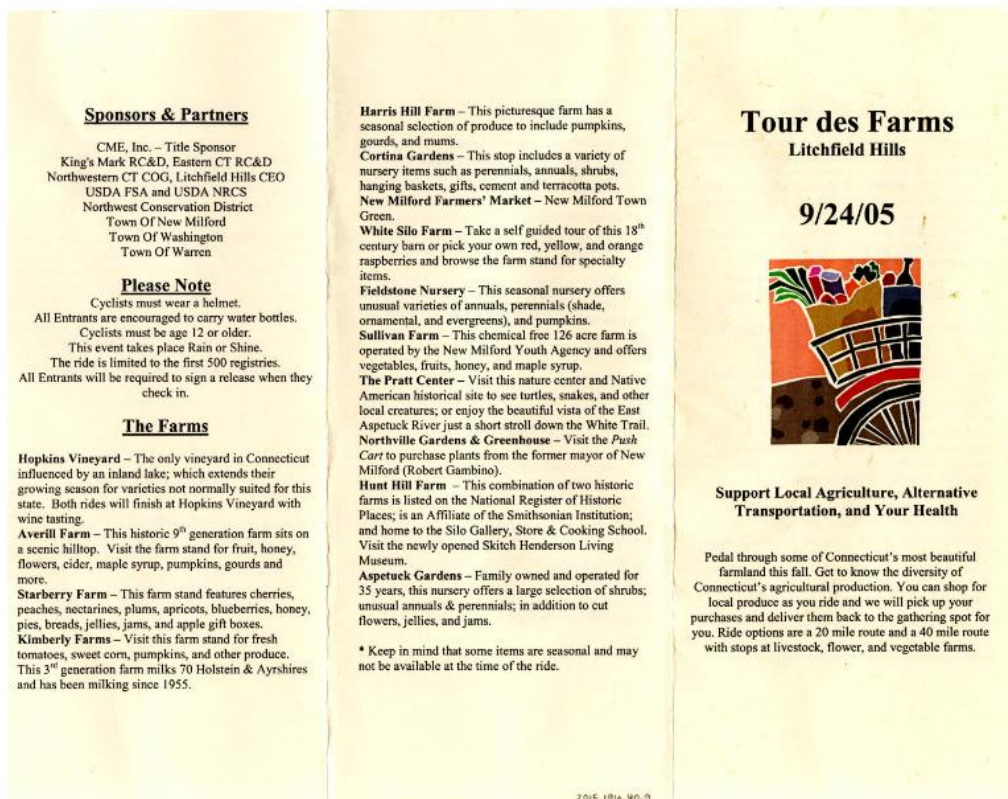 Sponsors & Partners
CME, Inc. – Title Sponsor
King's Mark RC&D, Eastern CT RC&D
Northwestern CT COG, Litchfield Hills CEO
USDA FSA and USDA NRCS
Northwest Conservation District
Town Of New Milford
Town Of Washington
Town Of Warren
Please Note
Cyclists must wear a helmet.
All Entrants are encouraged to carry water bottles.
Cyclists must be age 12 or older.
This event takes place Rain or Shine.
The ride is limited to the first 500 registries.
All Entrants will be required to sign a release when they
check in.
The Farms
Hopkins Vineyard – The only vineyard in Connecticut
influenced by an inland lake; which extends their
growing season for varieties not normally suited for this
state. Both rides will finish at Hopkins Vineyard with
wine tasting.
Averill Farm – This historic 9th generation farm sits on
a scenic hilltop. Visit the farm stand for fruit, honey,
flowers, cider, maple syrup, pumpkins, gourds and
more.
Starberry Farm – This farm stand features cherries,
peaches, nectarines, plums, apricots, blueberries, honey,
pies, breads, jellies, jams, and apple gift boxes.
Kimberly Farms – Visit this farm stand for fresh
tomatoes, sweet corn, pumpkins, and other produce.
This 3rd generation farm milks 70 Holstein & Ayrshires
and has been milking since 1955.
Harris Hill Farm – This picturesque farm has a
seasonal selection of produce to include pumpkins,
gourds, and mums.
Cortina Gardens – This stop includes a variety of
nursery items such as perennials, annuals, shrubs,
hanging baskets, gifts, cement and terracotta pots.
New Milford Farmers' Market – New Milford Town
Green.
White Silo Farm – Take a self guided tour of this 18th
century barn or pick your own red, yellow, and orange
raspberries and browse the farm stand for specialty
items.
Fieldstone Nursery – This seasonal nursery offers
unusual varieties of annuals, perennials (shade,
ornamental, and evergreens), and pumpkins.
Sullivan Farm – This chemical free 126 acre farm is
operated by the New Milford Youth Agency and offers
vegetables, fruits, honey, and maple syrup.
The Pratt Center – Visit this nature center and Native
American historical site to see turtles, snakes, and other
local creatures; or enjoy the beautiful vista of the East
Aspetuck River just a short stroll down the White Trail.
Northville Gardens & Greenhouse – Visit the Push
Cart to purchase plants from the former mayor of New
Milford (Robert Gambino).
Hunt Hill Farm – This combination of two historic
farms is listed on the National Register of Historic
Places; is an Affiliate of the Smithsonian Institution;
and home to the Silo Gallery, Store & Cooking School.
Visit the newly opened Skitch Henderson Living
Museum.
Aspetuck Gardens – Family owned and operated for
35 years, this nursery offers a large selection of shrubs;
unusual annuals & perennials; in addition to cut
flowers, jellies, and jams.
* Keep in mind that some items are seasonal and may
not be available at the time of the ride.
Tour des Farms
Litchfield Hills
9/24/05
Support Local Agriculture, Alternative
Transportation, and Your Health
Pedal through some of Connecticut's most beautiful
farmland this fall. Get to know the diversity of
Connecticut's agricultural production. You can shop for
local produce as you ride and we will pick up your
purchases and deliver them back to the gathering spot for
you. Ride options are a 20 mile route and a 40 mile route
with stops at livestock, flower, and vegetable farms.